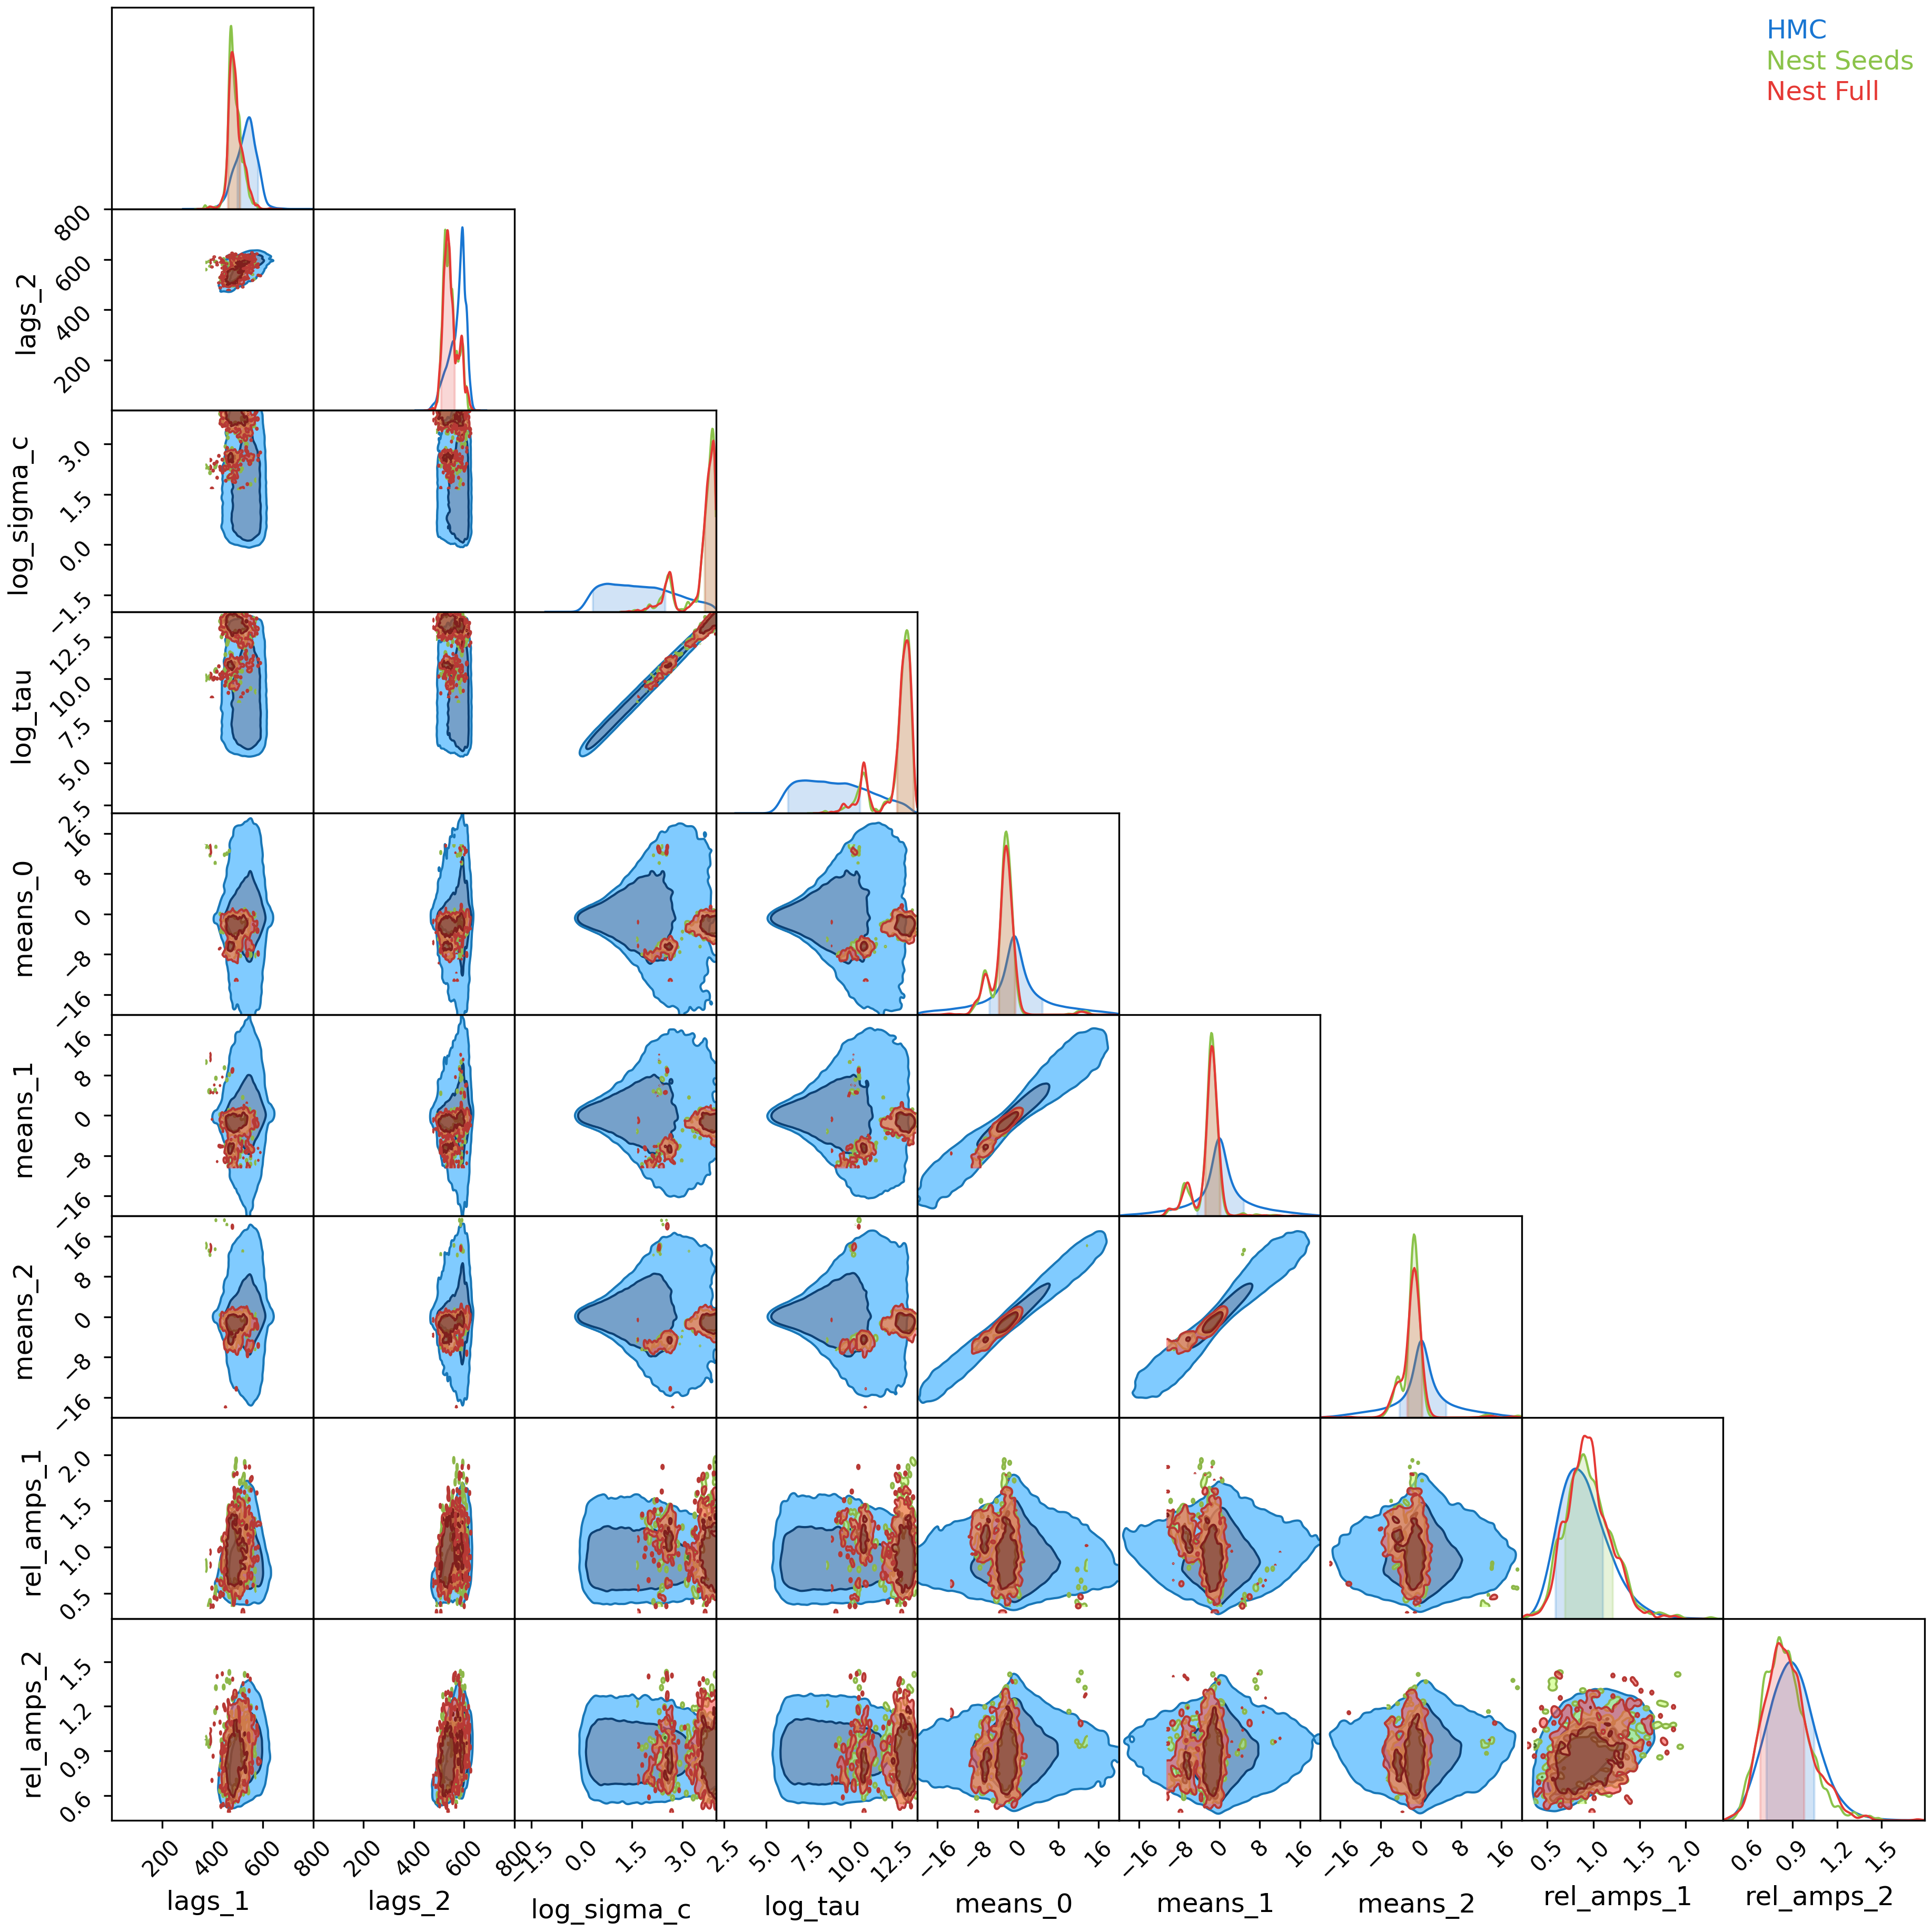 HMC
Nest Seeds
Nest Full
800
600
400
200
lags_2
3.0
1.5
0.0
−1.5
log_sigma_c
12.5
10.0
7.5
5.0
2.5
log_tau
16
8
0
−8
−16
means_0
16
8
0
−8
−16
means_1
16
8
0
−8
−16
means_2
2.0
1.5
1.0
0.5
rel_amps_1
1.5
1.2
0.9
0.6
rel_amps_2
200 400 600 800
200 400 600 800
−1.5 0.0 1.5 3.0
2.5 5.0 7.5 10.0 12.5
−16 −8 0 8 16
−16 −8 0 8 16
−16 −8 0 8 16
0.5 1.0 1.5 2.0
0.6 0.9 1.2 1.5
lags_1
lags_2
log_sigma_c
log_tau
means_0
means_1
means_2
rel_amps_1
rel_amps_2